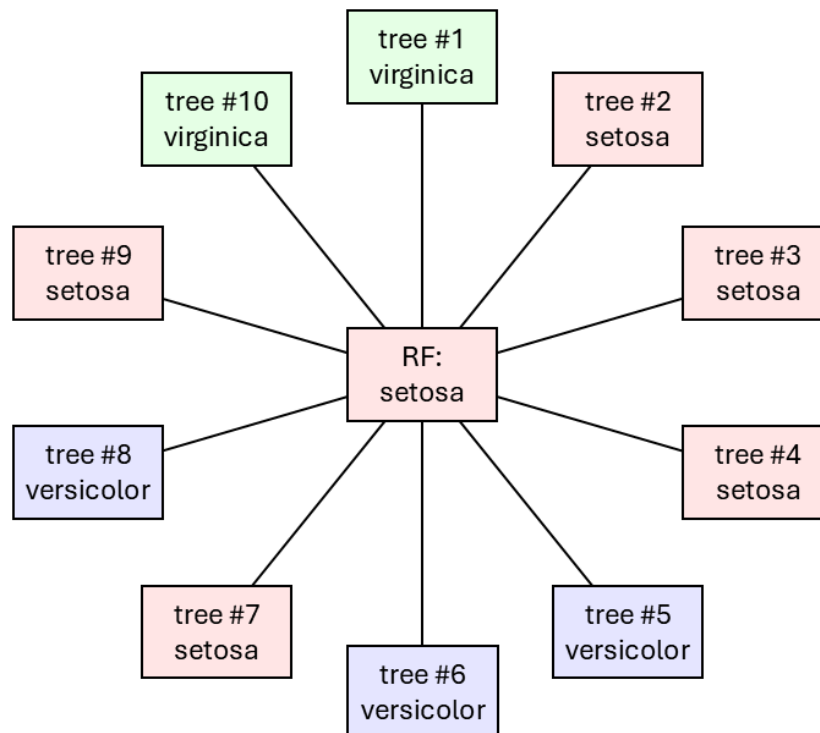 tree #1
virginica
tree #10
virginica
tree #2
setosa
tree #9
setosa
tree #3
setosa
RF:
setosa
tree #8
versicolor
tree #4
setosa
tree #7
setosa
tree #5
versicolor
tree #6
versicolor